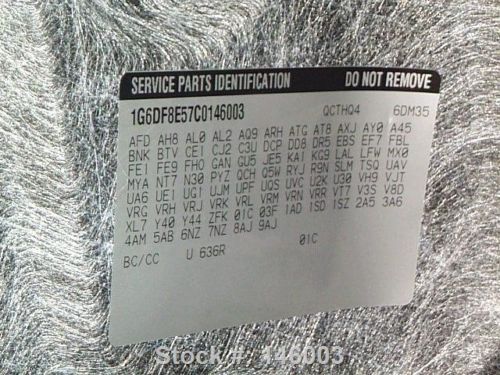 SERVICE PARTS IDENTIFICATION DO NOT REMOVE
1G6DF8E57C0146003 QCTHQ4 6DM35
AFD AH8 AL0 AL2 AQ9 ARH ATG AT8 AXJ AY0 A45
BNK BTV CE1 CJ2 C3U DCP DD8 DR5 EBS EF7 FBL
FE1 FE9 FHO GAN GU5 JE5 KA1 KG9 LAL LFW MX0
MYA NT7 N30 PYZ QCH Q5W RYJ R9N SLM TSQ UAV
UA6 UE1 UG1 UJM UPF UQS UVC U2K U30 VH9 VJT
VRG VRH VRJ VRK VRL VRM VRN VRR VT7 V3S V8D
XL7 Y40 Y44 ZFK 01C 03F 1AD 1SD 1SZ 2A5 3A6
4AM 5AB 6NZ 7NZ 8AJ 9AJ
BC/CC U 636R 01C
Stock #: 146003